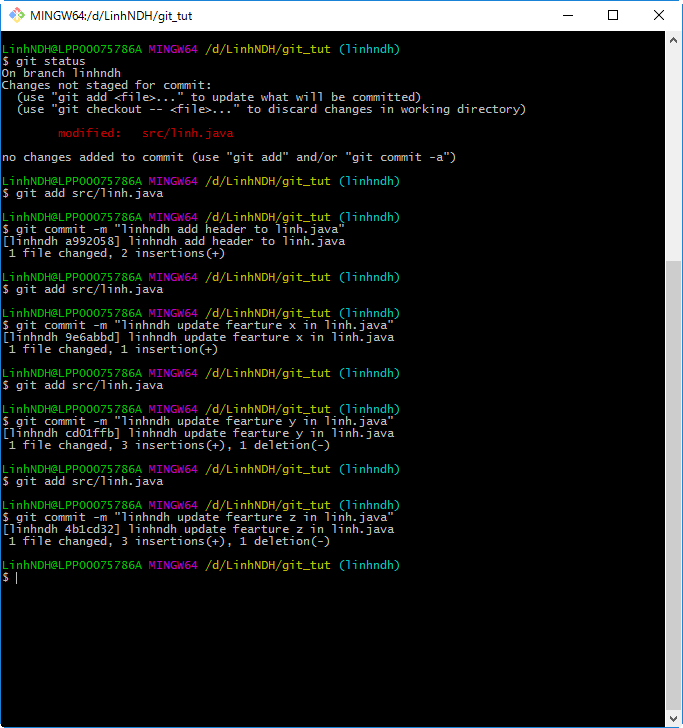 MINGW64:/d/LinhNDH/git_tut
LinhNDH@LPP00075786A MINGW64 /d/LinhNDH/git_tut (linhndh)
$ git status
On branch linhndh
Changes not staged for commit:
  (use "git add <file>..." to update what will be committed)
  (use "git checkout -- <file>..." to discard changes in working directory)
        modified:   src/linh.java
no changes added to commit (use "git add" and/or "git commit -a")
LinhNDH@LPP00075786A MINGW64 /d/LinhNDH/git_tut (linhndh)
$ git add src/linh.java
LinhNDH@LPP00075786A MINGW64 /d/LinhNDH/git_tut (linhndh)
$ git commit -m "linhndh add header to linh.java"
[linhndh a992058] linhndh add header to linh.java
 1 file changed, 2 insertions(+)
LinhNDH@LPP00075786A MINGW64 /d/LinhNDH/git_tut (linhndh)
$ git add src/linh.java
LinhNDH@LPP00075786A MINGW64 /d/LinhNDH/git_tut (linhndh)
$ git commit -m "linhndh update fearture x in linh.java"
[linhndh 9e6abbd] linhndh update fearture x in linh.java
 1 file changed, 1 insertion(+)
LinhNDH@LPP00075786A MINGW64 /d/LinhNDH/git_tut (linhndh)
$ git add src/linh.java
LinhNDH@LPP00075786A MINGW64 /d/LinhNDH/git_tut (linhndh)
$ git commit -m "linhndh update fearture y in linh.java"
[linhndh cd01ffb] linhndh update fearture y in linh.java
 1 file changed, 3 insertions(+), 1 deletion(-)
LinhNDH@LPP00075786A MINGW64 /d/LinhNDH/git_tut (linhndh)
$ git add src/linh.java
LinhNDH@LPP00075786A MINGW64 /d/LinhNDH/git_tut (linhndh)
$ git commit -m "linhndh update fearture z in linh.java"
[linhndh 4b1cd32] linhndh update fearture z in linh.java
 1 file changed, 3 insertions(+), 1 deletion(-)
LinhNDH@LPP00075786A MINGW64 /d/LinhNDH/git_tut (linhndh)
$